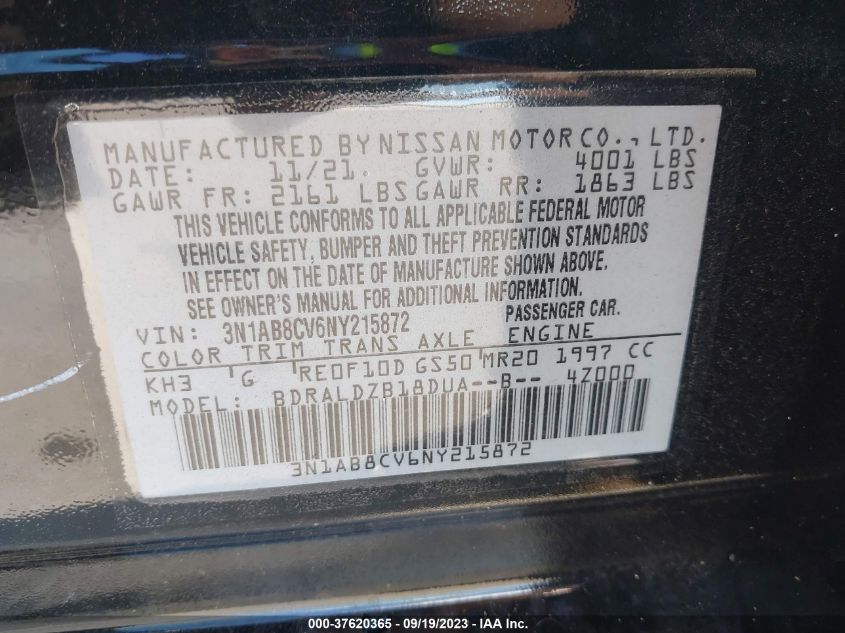 MANUFACTURED BY NISSAN MOTOR CO., LTD.
DATE: 11/21 GVWR: 4001 LBS
GAWR FR: 2161 LBS GAWR RR: 1863 LBS
THIS VEHICLE CONFORMS TO ALL APPLICABLE FEDERAL MOTOR
VEHICLE SAFETY, BUMPER AND THEFT PREVENTION STANDARDS
IN EFFECT ON THE DATE OF MANUFACTURE SHOWN ABOVE.
SEE OWNER'S MANUAL FOR ADDITIONAL INFORMATION.
PASSENGER CAR.
VIN: 3N1AB8CV6NY215872
COLOR TRIM TRANS AXLE ENGINE
KH3 'G 'RE0F10D GS50'MR20 1997 CC
MODEL: BDRALDZB18DUA--B-- 4Z000
3N1AB8CV6NY215872
000-37620365 - 09/19/2023 - IAA Inc.